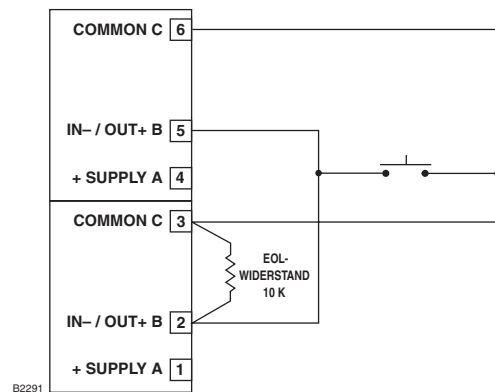 COMMON C 6
IN– / OUT+ B 5
+ SUPPLY A 4
COMMON C 3
EOL-
WIDERSTAND
10 K
IN– / OUT+ B 2
+ SUPPLY A 1
B2291